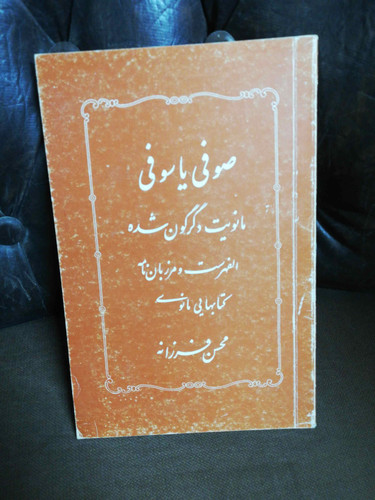 صوفی یا سوفی
مانویت دگرگون شده
الفهرست و مرزبان نامه
کتابهایی مانوی
محسن فرزانه